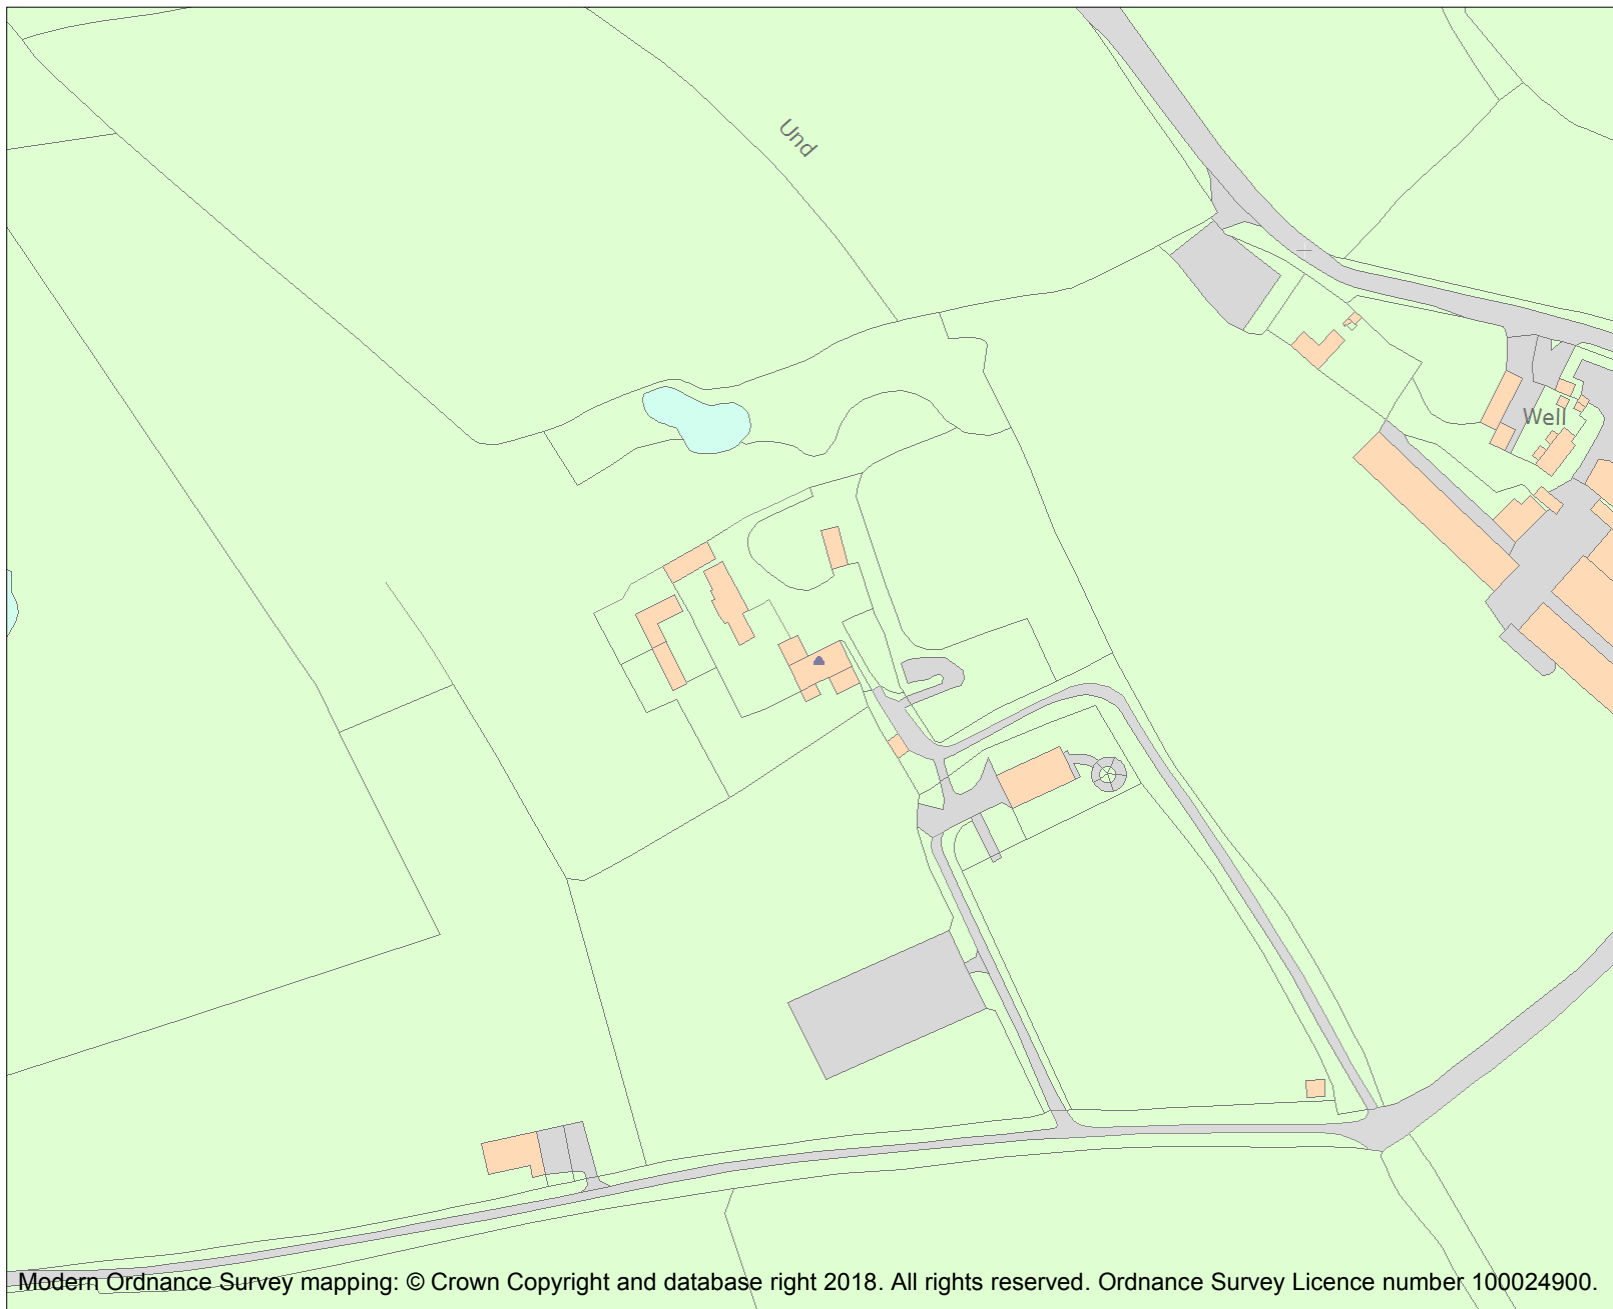 Und
Well
Modern Ordnance Survey mapping: © Crown Copyright and database right 2018. All rights reserved. Ordnance Survey Licence number 100024900.